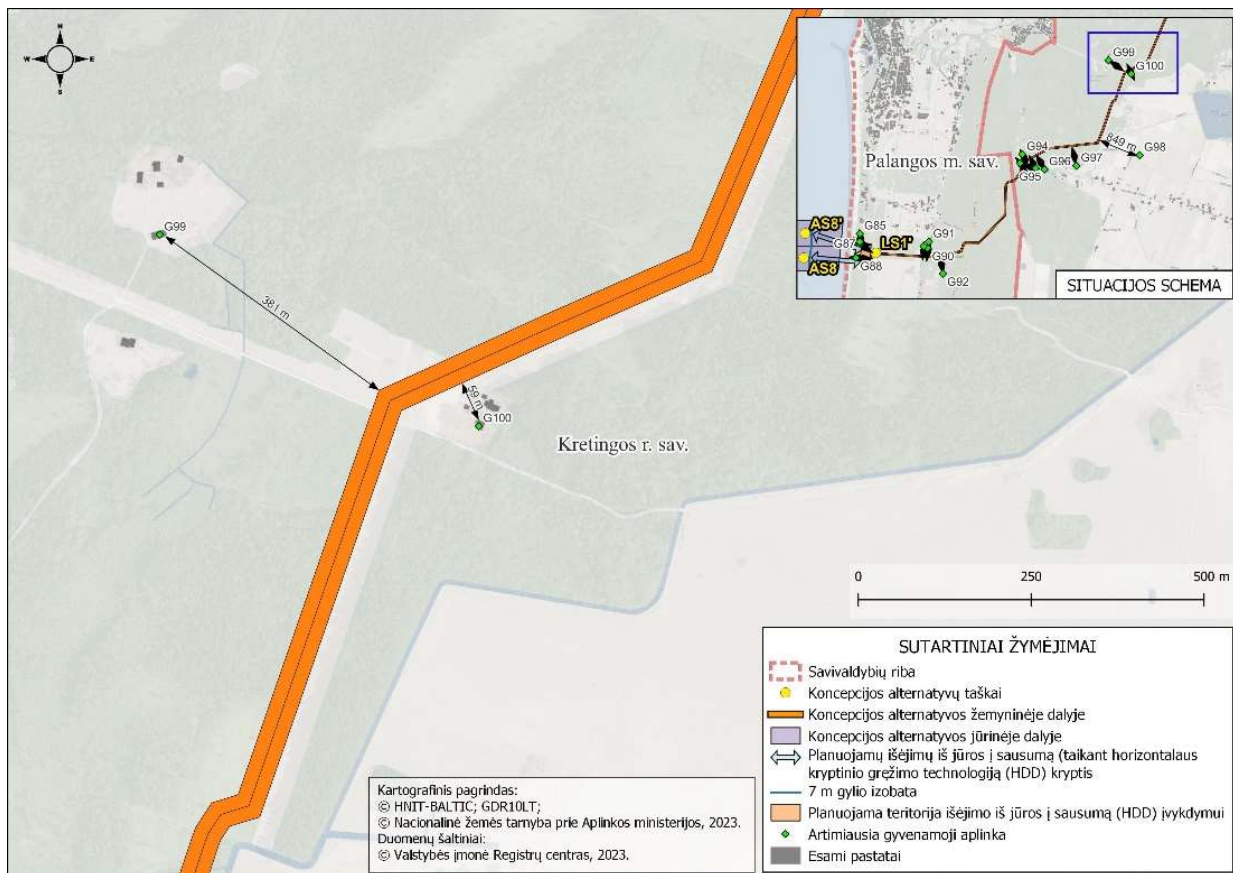 N
W
E
S
G99
381 m
59 m
G100
Kretingos r. sav.
G99
G100
G94
849 m
G98
Palangos m. sav.
G96
G97
G95
AS8'
G85
G91
G87
LS1'
G90
AS8
G88
G92
SITUACIJOS SCHEMA
0
250
500 m
SUTARTINIAI ŽYMĖJIMAI
Savivaldybių riba
Koncepcijos alternatyvų taškai
Koncepcijos alternatyvos žemyninėje dalyje
Koncepcijos alternatyvos jūrinėje dalyje
Planuojamų išėjimų iš jūros į sausumą (taikant horizontalaus
kryptinio gręžimo technologiją (HDD) kryptis
7 m gylio izobata
Planuojama teritorija išėjimo iš jūros į sausumą (HDD) įvykdymui
Artimiausia gyvenamoji aplinka
Esami pastatai
Kartografinis pagrindas:
© HNIT-BALTIC; GDR10LT;
© Nacionalinė žemės tarnyba prie Aplinkos ministerijos, 2023.
Duomenų šaltiniai:
© Valstybės įmonė Registrų centras, 2023.